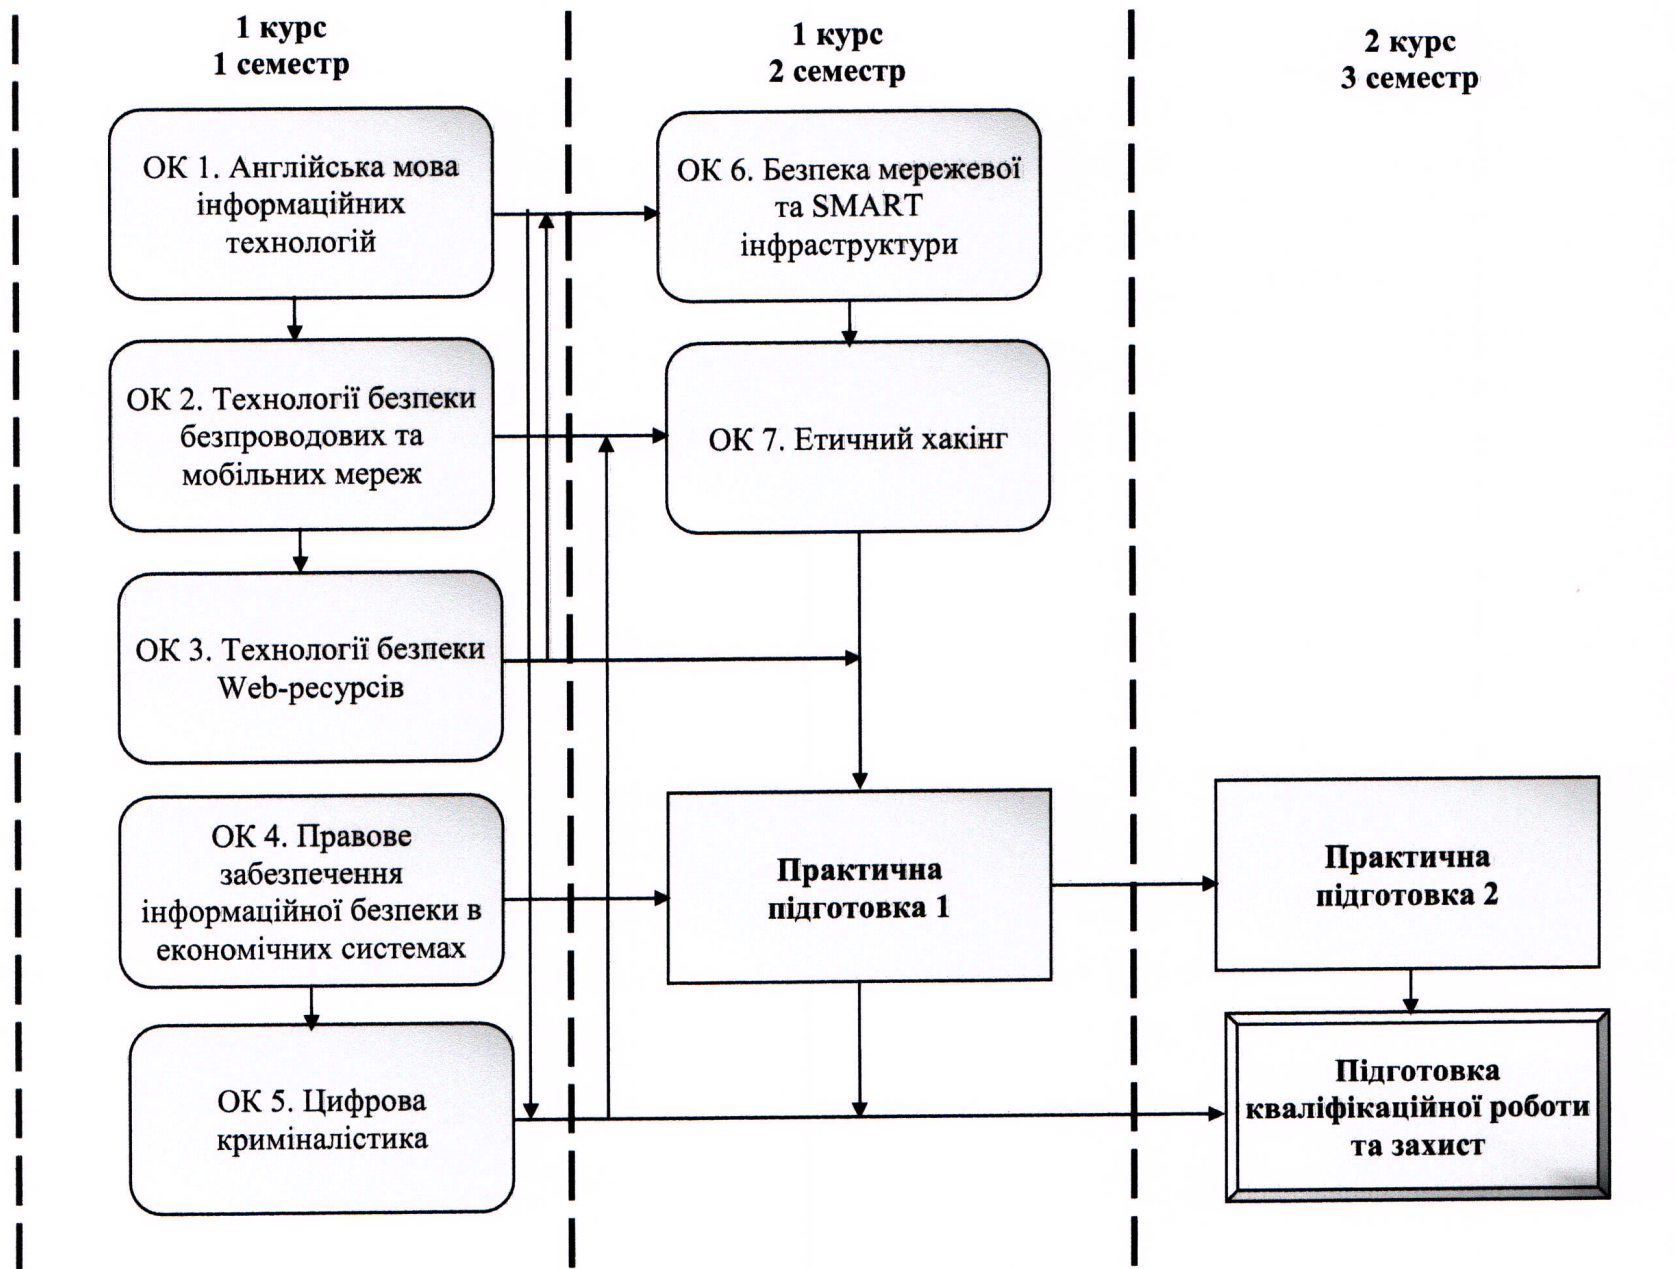 1 курс
1 семестр
1 курс
2 семестр
2 курс
3 семестр
ОК 1. Англійська мова
інформаційних
технологій
ОК 2. Технології безпеки
безпроводових та
мобільних мереж
ОК 3. Технології безпеки
Web-ресурсів
ОК 4. Правове
забезпечення
інформаційної безпеки в
економічних системах
ОК 5. Цифрова
криміналістика
ОК 6. Безпека мережевої
та SMART
інфраструктури
ОК 7. Етичний хакінг
Практична
підготовка 1
Практична
підготовка 2
Підготовка
кваліфікаційної роботи
та захист